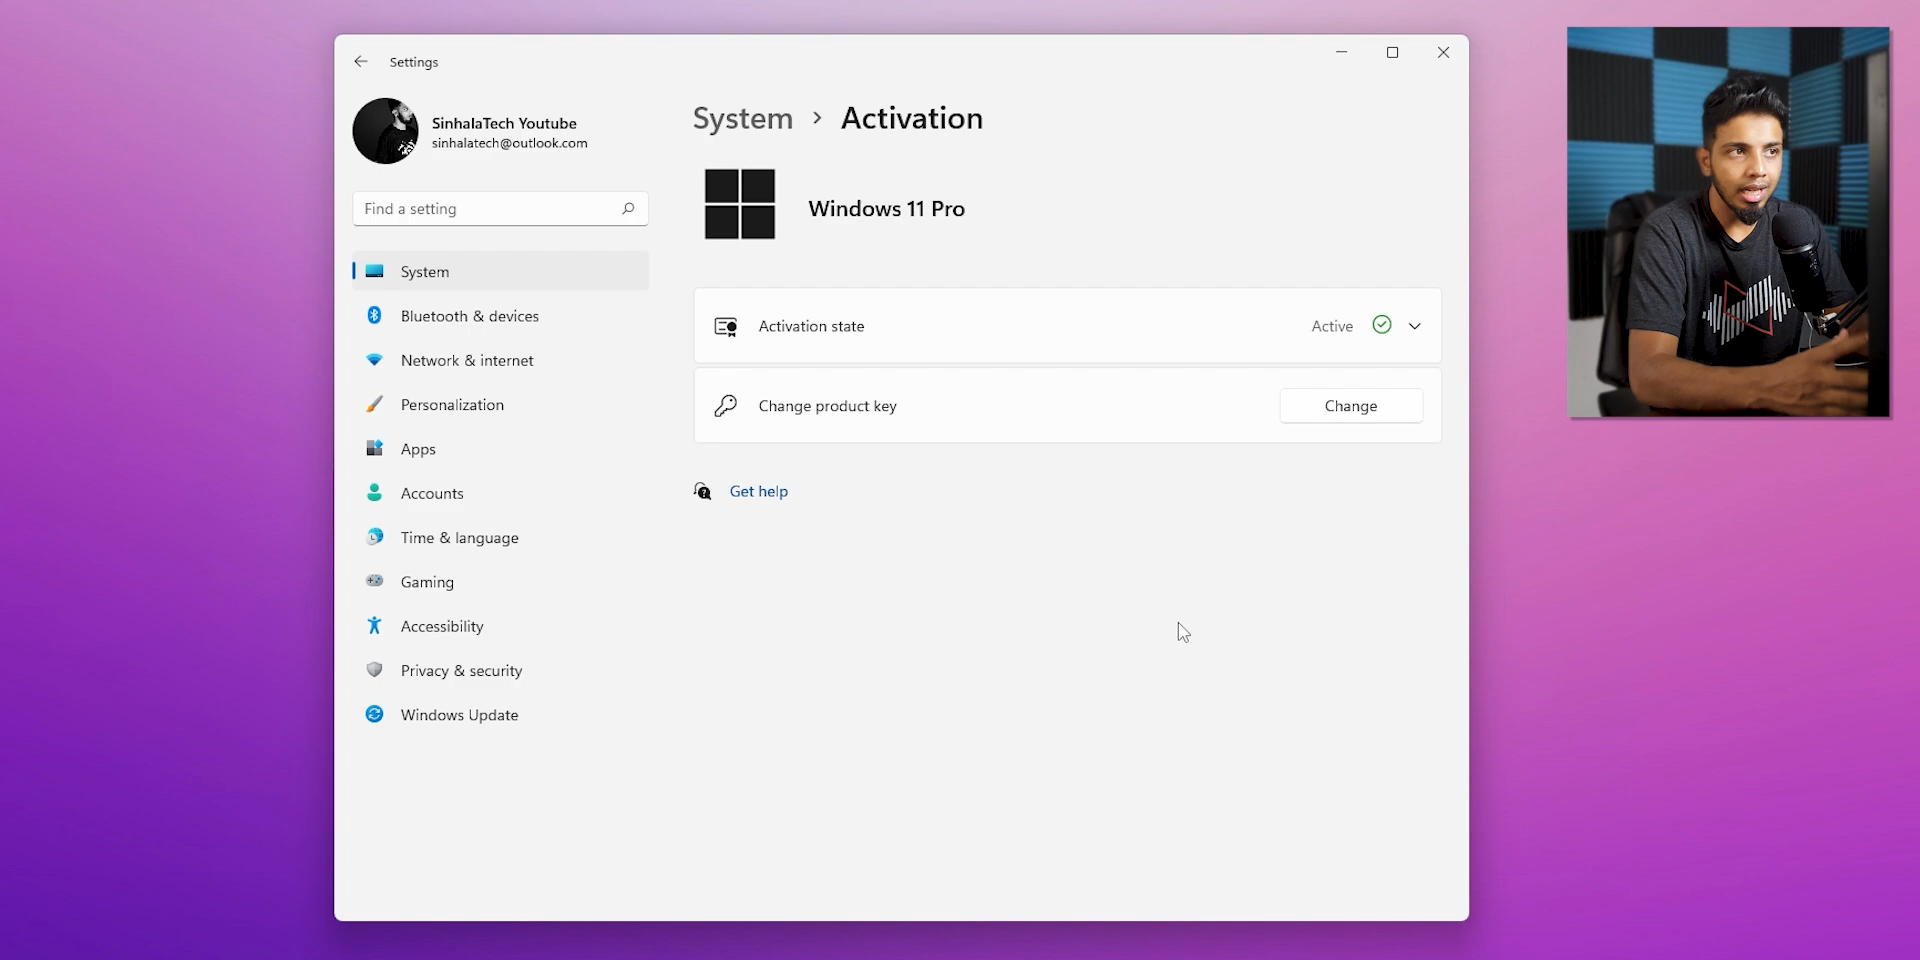 Settings
SinhalaTech Youtube
sinhalatech@outlook.com
Find a setting
System
Bluetooth & devices
Network & internet
Personalization
Apps
Accounts
Time & language
Gaming
Accessibility
Privacy & security
Windows Update
System > Activation
Windows 11 Pro
Activation state Active
Change product key Change
Get help